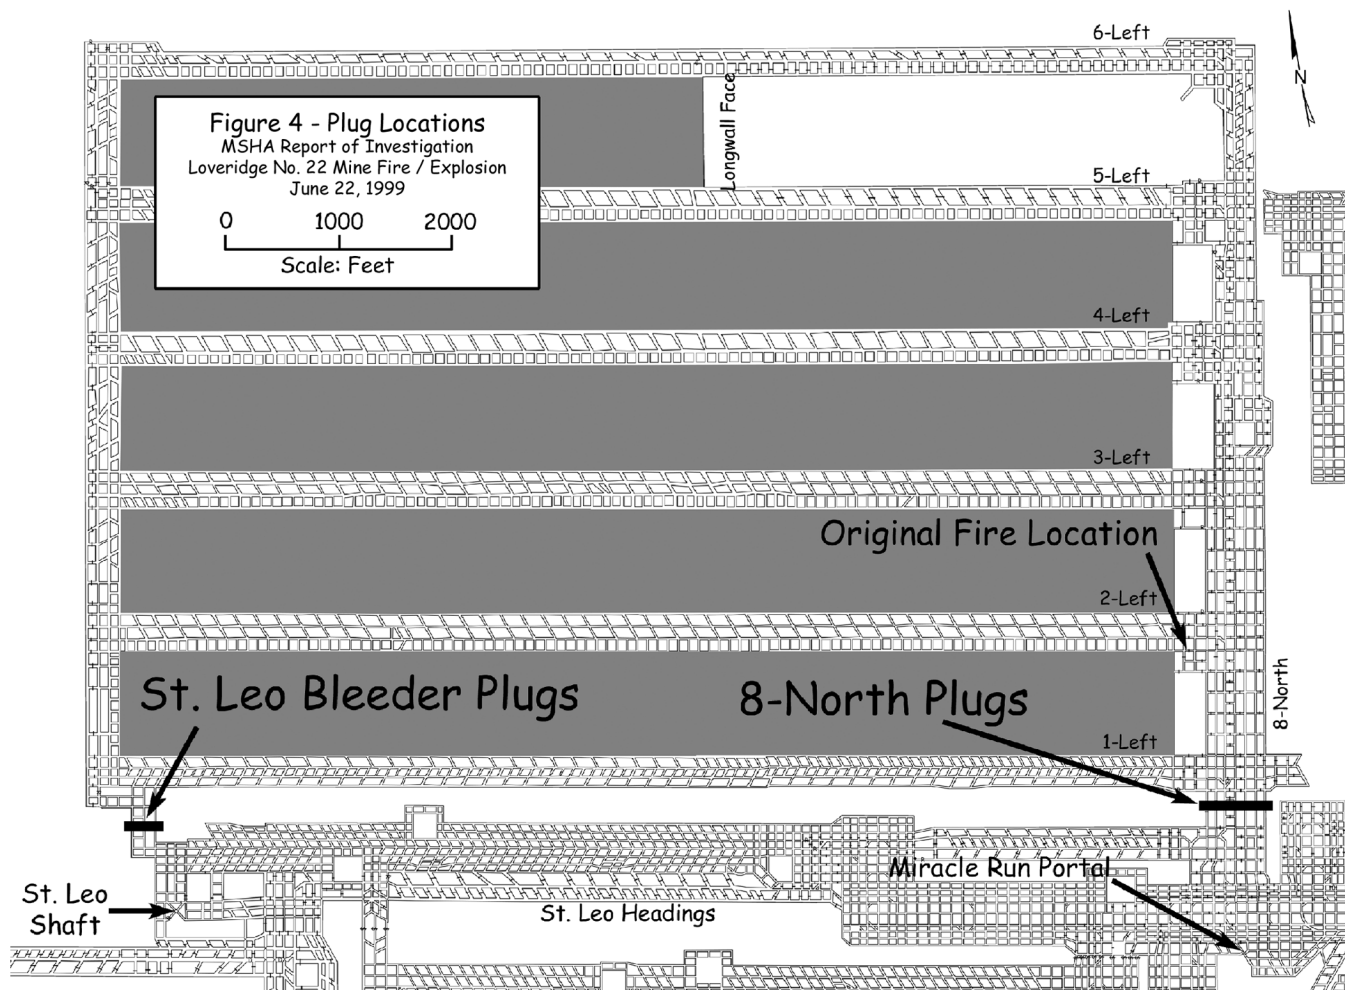 6-Left
N
Longwall Face
Figure 4 - Plug Locations
MSHA Report of Investigation
Loveridge No. 22 Mine Fire / Explosion
June 22, 1999
0 1000 2000
Scale: Feet
5-Left
4-Left
3-Left
Original Fire Location
2-Left
St. Leo Bleeder Plugs
8-North Plugs
8-North
1-Left
Miracle Run Portal
St. Leo
Shaft
St. Leo Headings